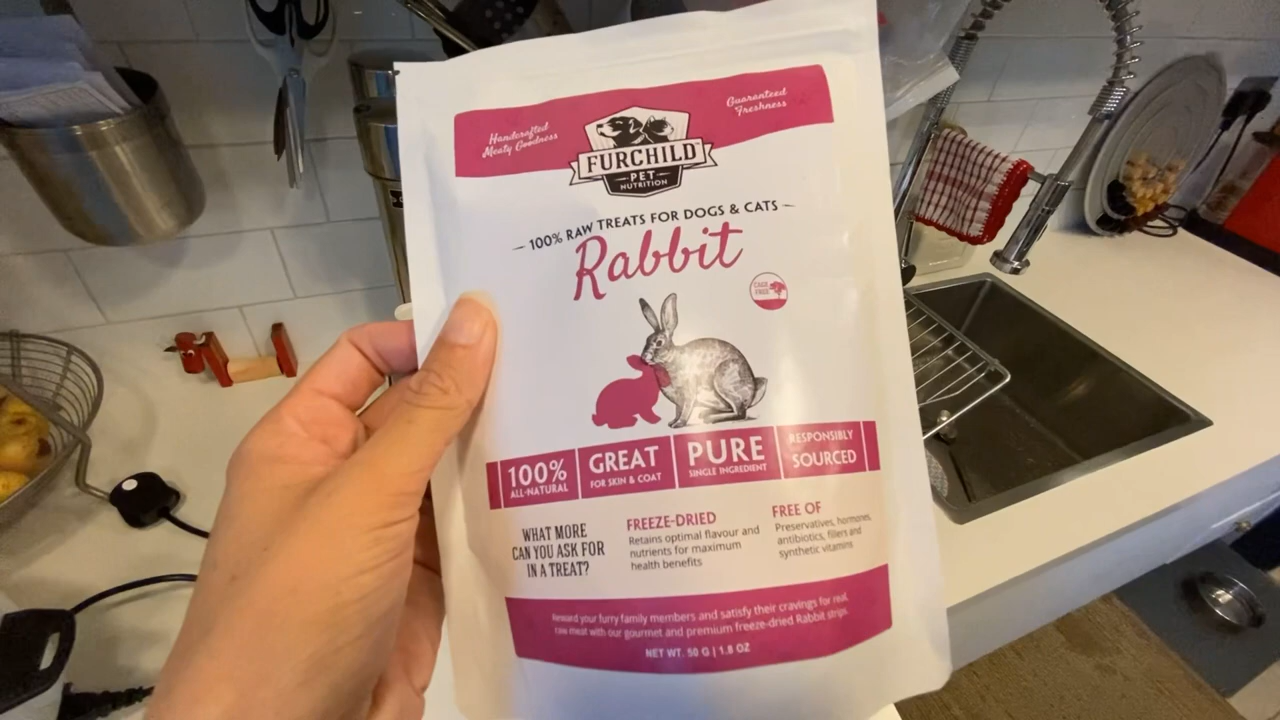 Handcrafted
Meaty Goodness
Guaranteed
Freshness
FURCHILD
PET
NUTRITION
100% RAW TREATS FOR DOGS & CATS
Rabbit
CAGE
FREE
100%
ALL-NATURAL
GREAT
FOR SKIN & COAT
PURE
SINGLE INGREDIENT
RESPONSIBLY
SOURCED
WHAT MORE
CAN YOU ASK FOR
IN A TREAT?
FREEZE-DRIED
Retains optimal flavour and
nutrients for maximum
health benefits
FREE OF
Preservatives, hormones,
antibiotics, fillers and
synthetic vitamins
Reward your furry family members and satisfy their cravings for real,
raw meat with our gourmet and premium freeze-dried Rabbit strips.
NET WT. 50 G | 1.8 OZ